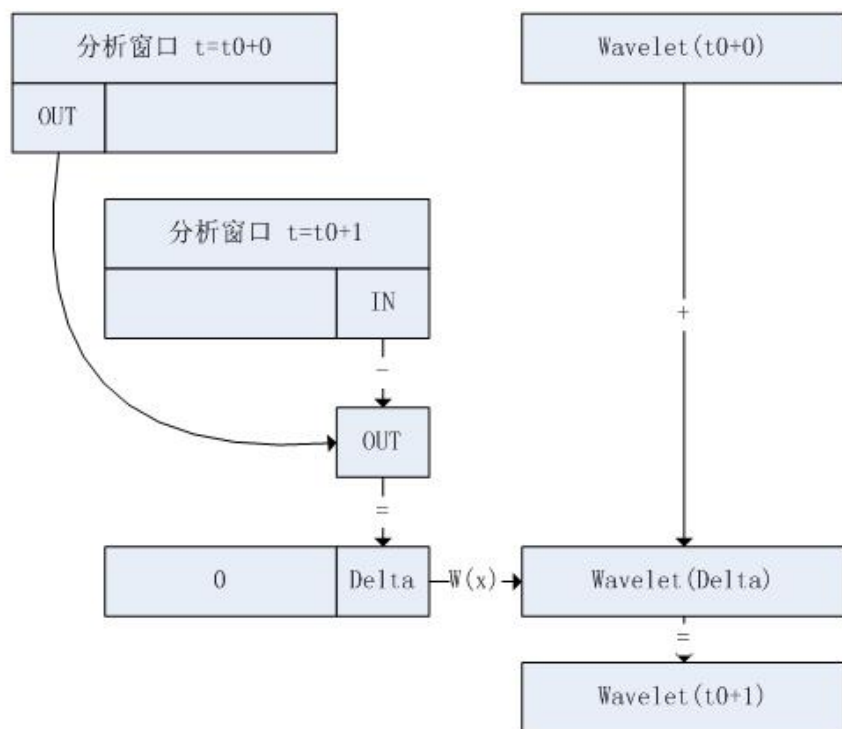 分析窗口 t=t0+0
Wavelet(t0+0)
OUT
分析窗口 t=t0+1
IN
+
-
OUT
=
0
Delta
W(x)
Wavelet(Delta)
=
Wavelet(t0+1)